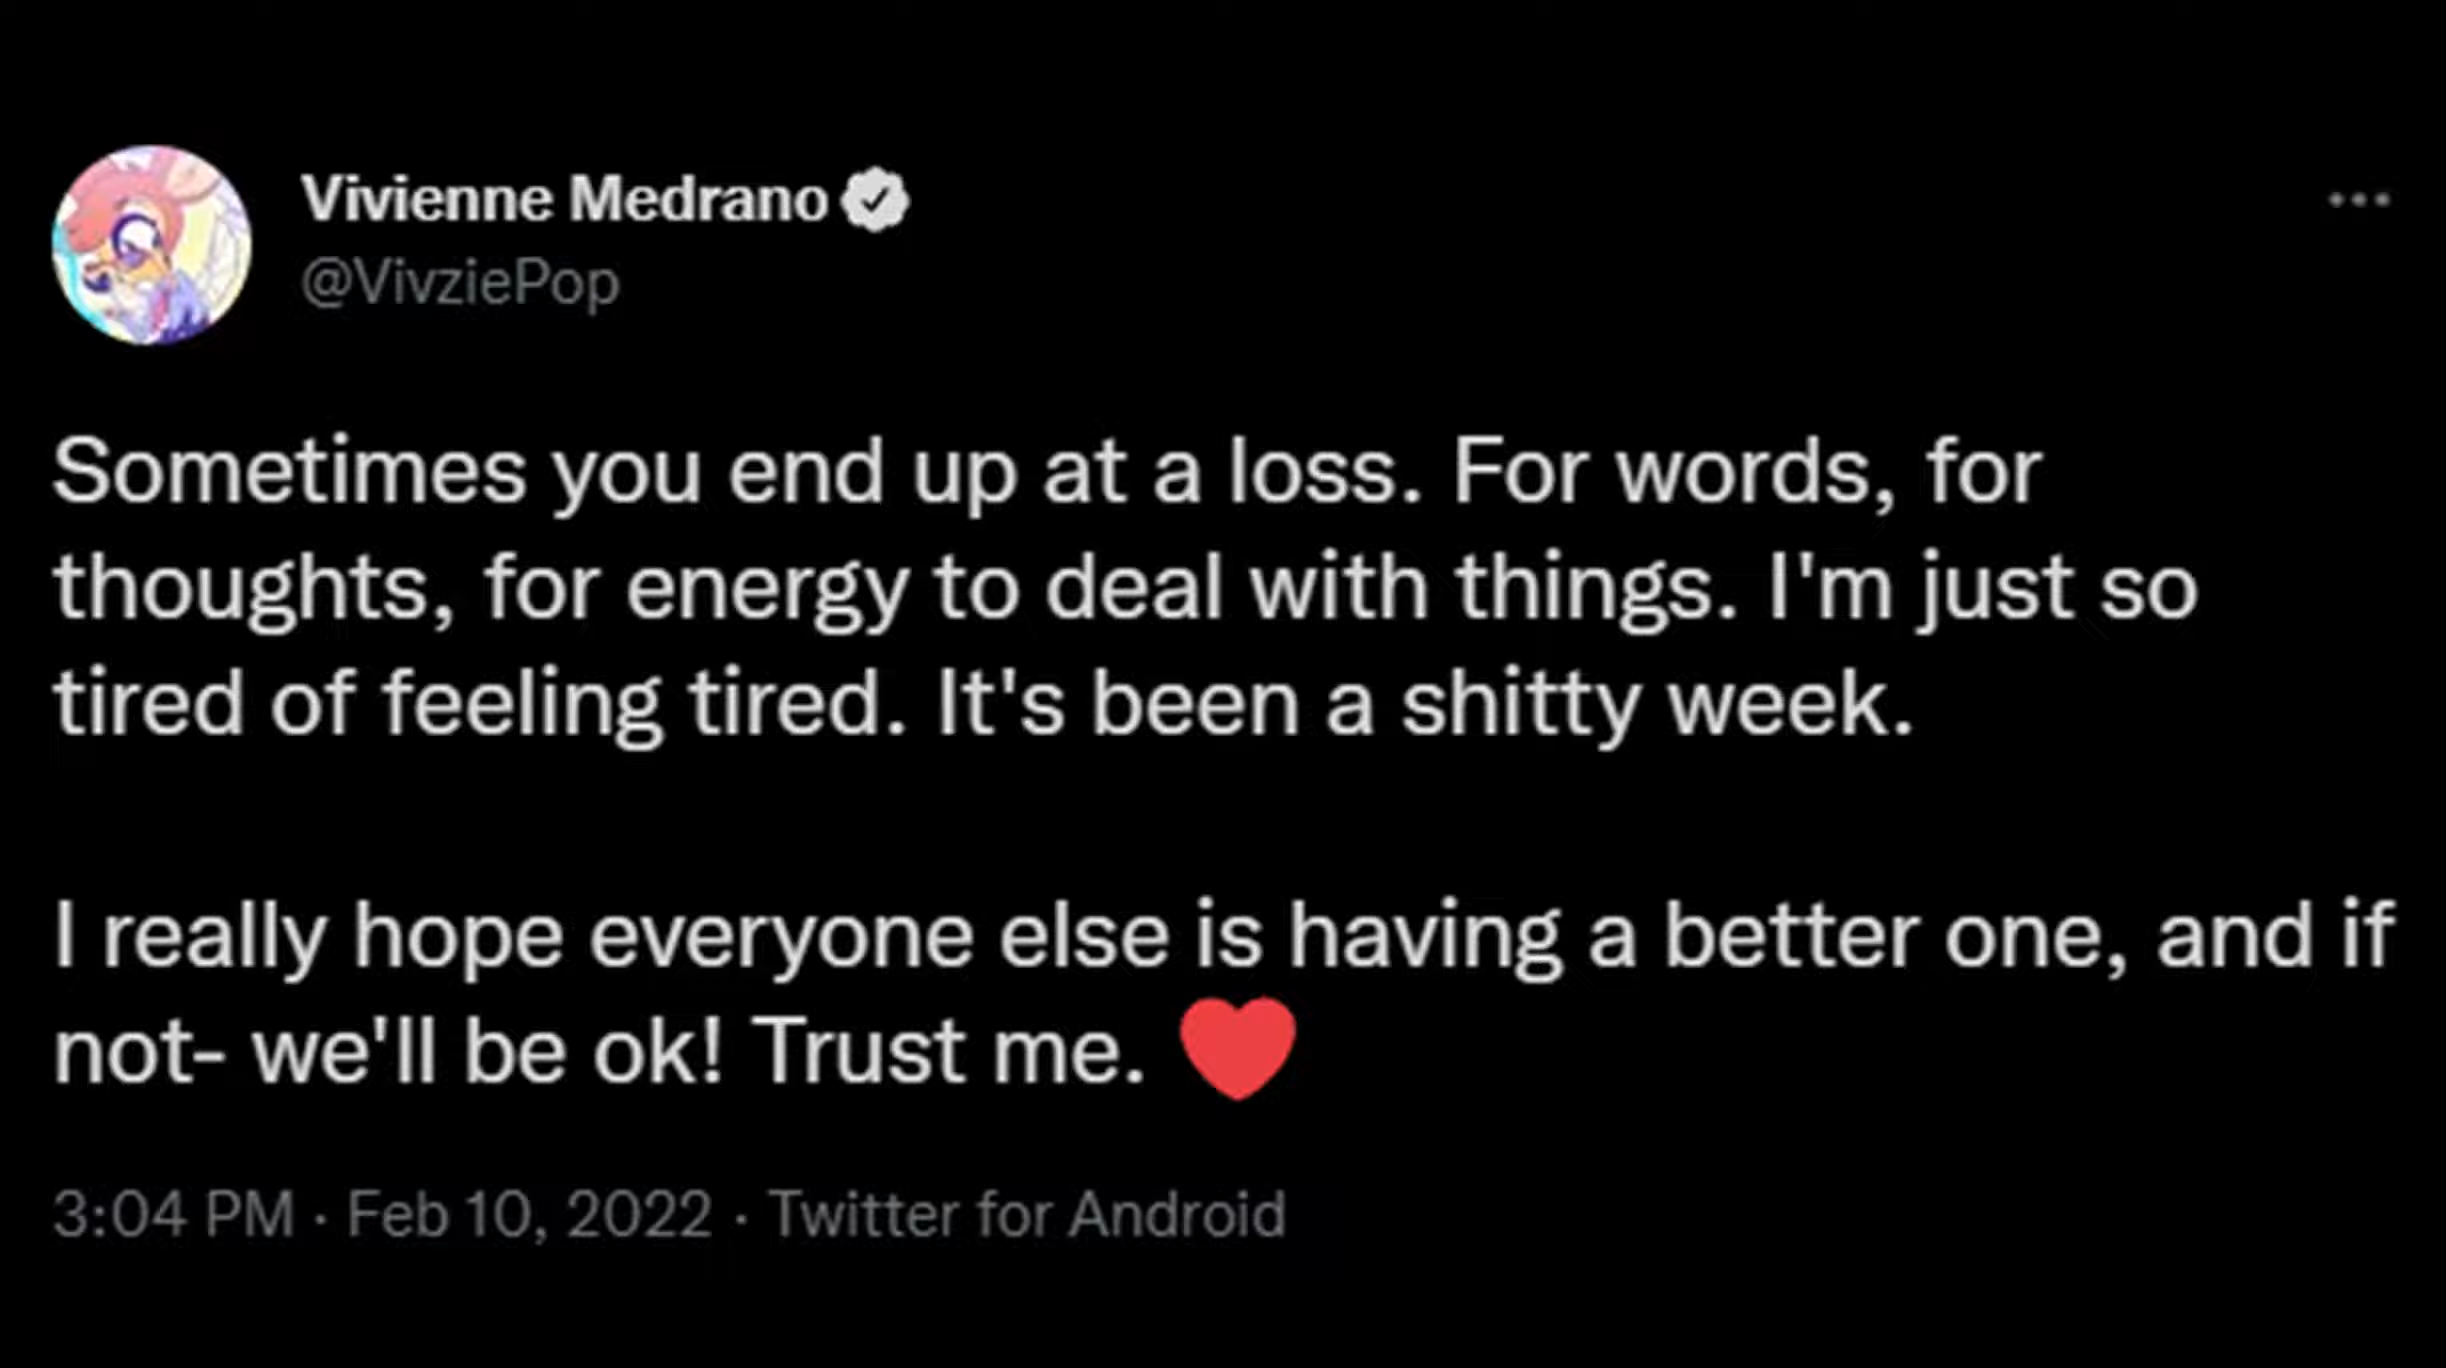 Vivienne Medrano
@VivziePop
Sometimes you end up at a loss. For words, for
thoughts, for energy to deal with things. I'm just so
tired of feeling tired. It's been a shitty week.
I really hope everyone else is having a better one, and if
not- we'll be ok! Trust me. ❤️
3:04 PM · Feb 10, 2022 · Twitter for Android